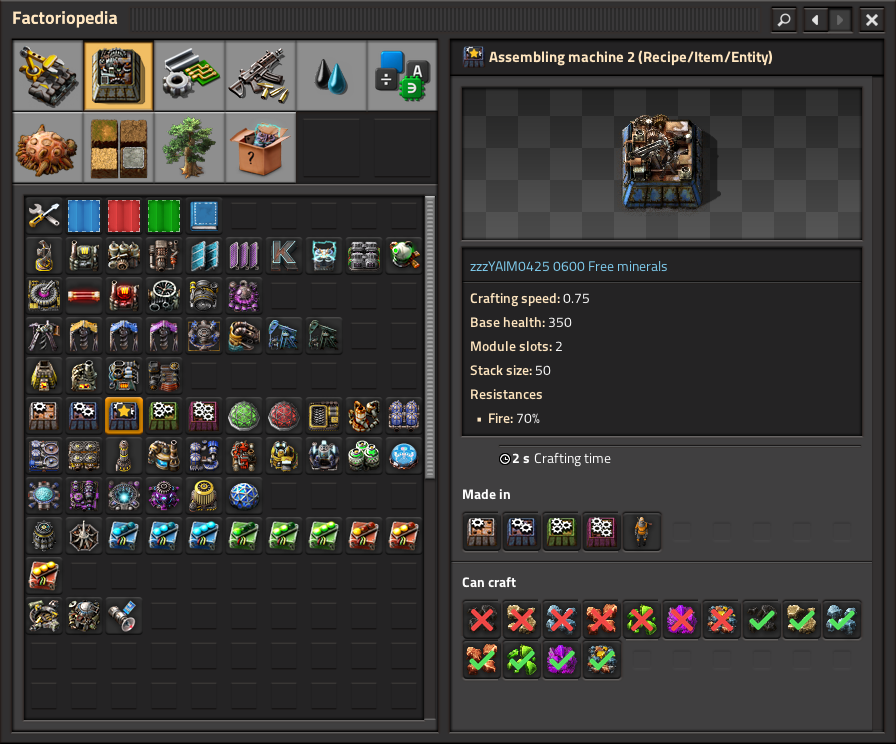 Factoriopedia
Assembling machine 2 (Recipe/Item/Entity)
zzzYAIM0425 0600 Free minerals
Crafting speed: 0.75
Base health: 350
Module slots: 2
Stack size: 50
Resistances
• Fire: 70%
2 s Crafting time
Made in
Can craft